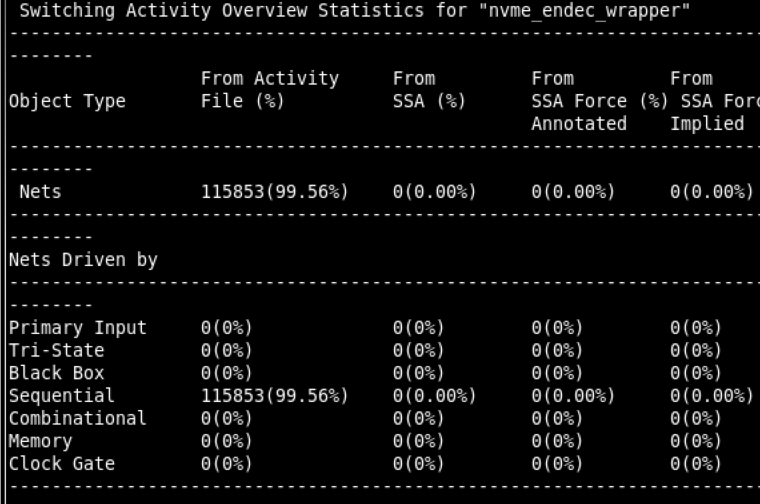 Switching Activity Overview Statistics for "nvme_endec_wrapper"
--------------------------------------------------------------------------------
--------
From Activity From From From
Object Type File (%) SSA (%) SSA Force (%) SSA Forc
Annotated Implied
--------------------------------------------------------------------------------
--------
Nets 115853(99.56%) 0(0.00%) 0(0.00%) 0(0.00%)
--------------------------------------------------------------------------------
--------
Nets Driven by
--------------------------------------------------------------------------------
--------
Primary Input 0(0%) 0(0%) 0(0%) 0(0%)
Tri-State 0(0%) 0(0%) 0(0%) 0(0%)
Black Box 0(0%) 0(0%) 0(0%) 0(0%)
Sequential 115853(99.56%) 0(0.00%) 0(0.00%) 0(0.00%)
Combinational 0(0%) 0(0%) 0(0%) 0(0%)
Memory 0(0%) 0(0%) 0(0%) 0(0%)
Clock Gate 0(0%) 0(0%) 0(0%) 0(0%)
--------------------------------------------------------------------------------